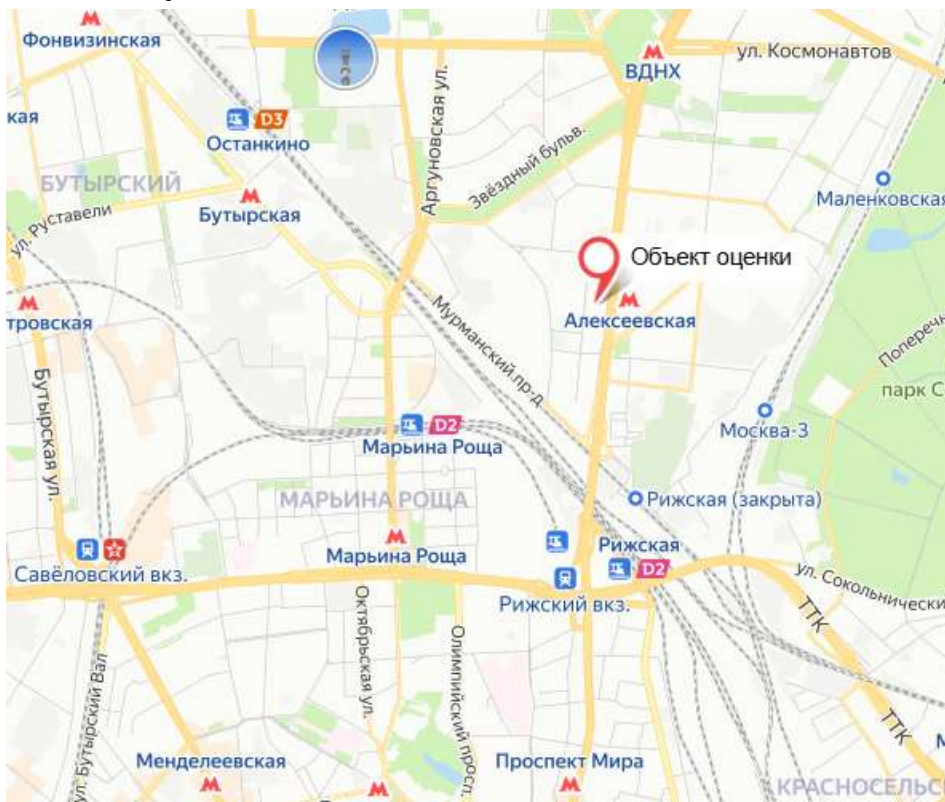 Фонвизинская
ВДНХ
ул. Космонавтов
кая
D3
Останкино
Аргуновская ул.
Звёздный бульв.
БУТЫРСКИЙ
Маленковская
Бутырская
ул. Руставели
Объект оценки
тровская
Алексеевская
Мурманский пр-д
Поперечн
парк С
Бутырская ул.
D2
Марьина Роща
Москва-3
МАРЬИНА РОЩА
Рижская (закрыта)
Марьина Роща
Рижская
D2
Савёловский вкз.
Рижский вкз.
ул. Сокольнически
ТТК
Октябрьская ул.
Олимпийский просп.
ул. Бутырский Вал
ТТК
Менделеевская
Проспект Мира
М
КРАСНОСЕЛЬС